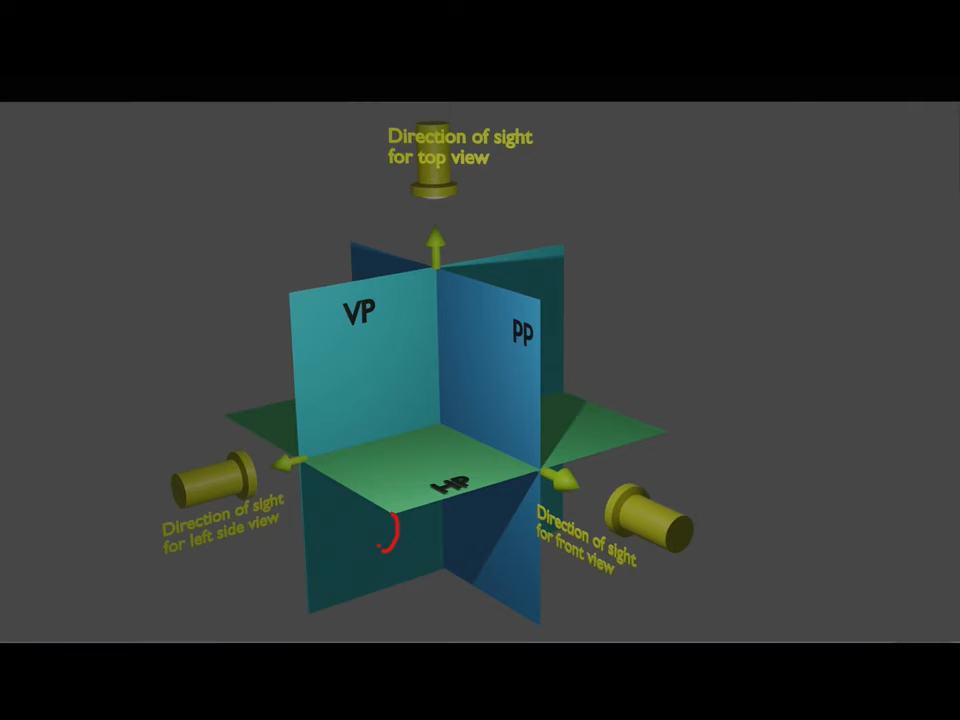 Direction of sight
for top view
VP
PP
HP
Direction of sight
for left side view
Direction of sight
for front view